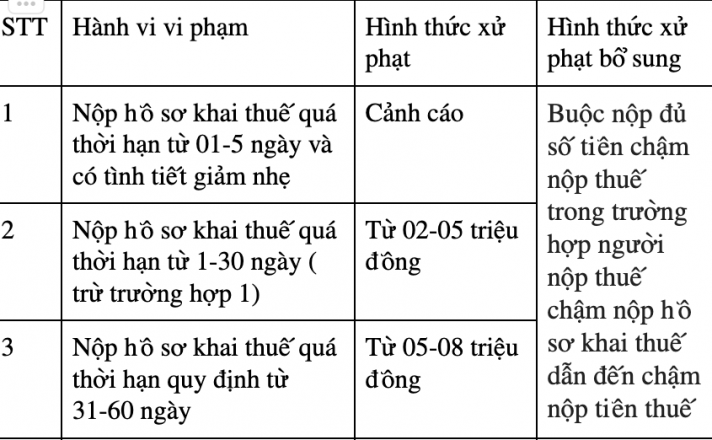 STT
Hành vi vi phạm
Hình thức xử
phạt
Hình thức xử
phạt bổ sung
1
Nộp hồ sơ khai thuế quá
thời hạn từ 01-5 ngày và
có tình tiết giảm nhẹ
Cảnh cáo
Buộc nộp đủ
số tiền chậm
nộp thuế
trong trường
hợp người
nộp thuế
chậm nộp hồ
sơ khai thuế
dẫn đến chậm
nộp tiền thuế
2
Nộp hồ sơ khai thuế quá
thời hạn từ 1-30 ngày (
trừ trường hợp 1)
Từ 02-05 triệu
đồng
3
Nộp hồ sơ khai thuế quá
thời hạn quy định từ
31-60 ngày
Từ 05-08 triệu
đồng